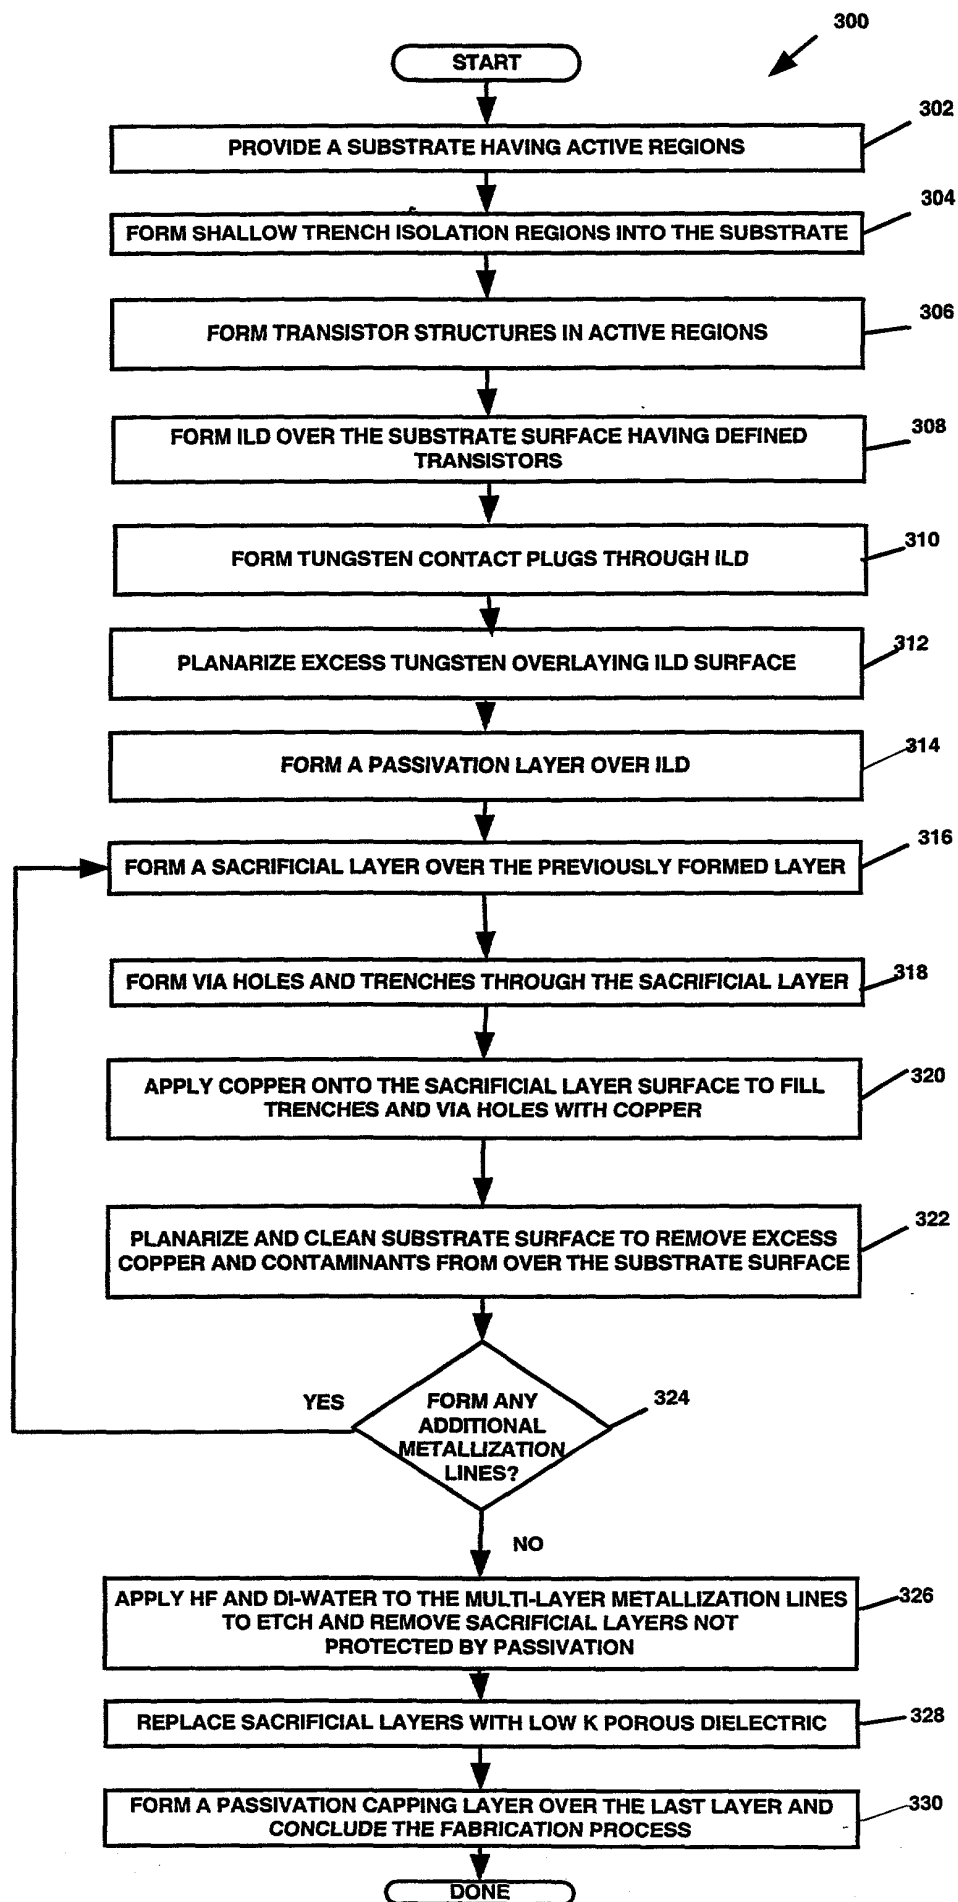 300
START
302
PROVIDE A SUBSTRATE HAVING ACTIVE REGIONS
304
FORM SHALLOW TRENCH ISOLATION REGIONS INTO THE SUBSTRATE
306
FORM TRANSISTOR STRUCTURES IN ACTIVE REGIONS
308
FORM ILD OVER THE SUBSTRATE SURFACE HAVING DEFINED
TRANSISTORS
310
FORM TUNGSTEN CONTACT PLUGS THROUGH ILD
312
PLANARIZE EXCESS TUNGSTEN OVERLAYING ILD SURFACE
314
FORM A PASSIVATION LAYER OVER ILD
316
FORM A SACRIFICIAL LAYER OVER THE PREVIOUSLY FORMED LAYER
318
FORM VIA HOLES AND TRENCHES THROUGH THE SACRIFICIAL LAYER
320
APPLY COPPER ONTO THE SACRIFICIAL LAYER SURFACE TO FILL
TRENCHES AND VIA HOLES WITH COPPER
322
PLANARIZE AND CLEAN SUBSTRATE SURFACE TO REMOVE EXCESS
COPPER AND CONTAMINANTS FROM OVER THE SUBSTRATE SURFACE
YES
324
FORM ANY
ADDITIONAL
METALLIZATION
LINES?
NO
326
APPLY HF AND DI-WATER TO THE MULTI-LAYER METALLIZATION LINES
TO ETCH AND REMOVE SACRIFICIAL LAYERS NOT
PROTECTED BY PASSIVATION
328
REPLACE SACRIFICIAL LAYERS WITH LOW K POROUS DIELECTRIC
330
FORM A PASSIVATION CAPPING LAYER OVER THE LAST LAYER AND
CONCLUDE THE FABRICATION PROCESS
DONE